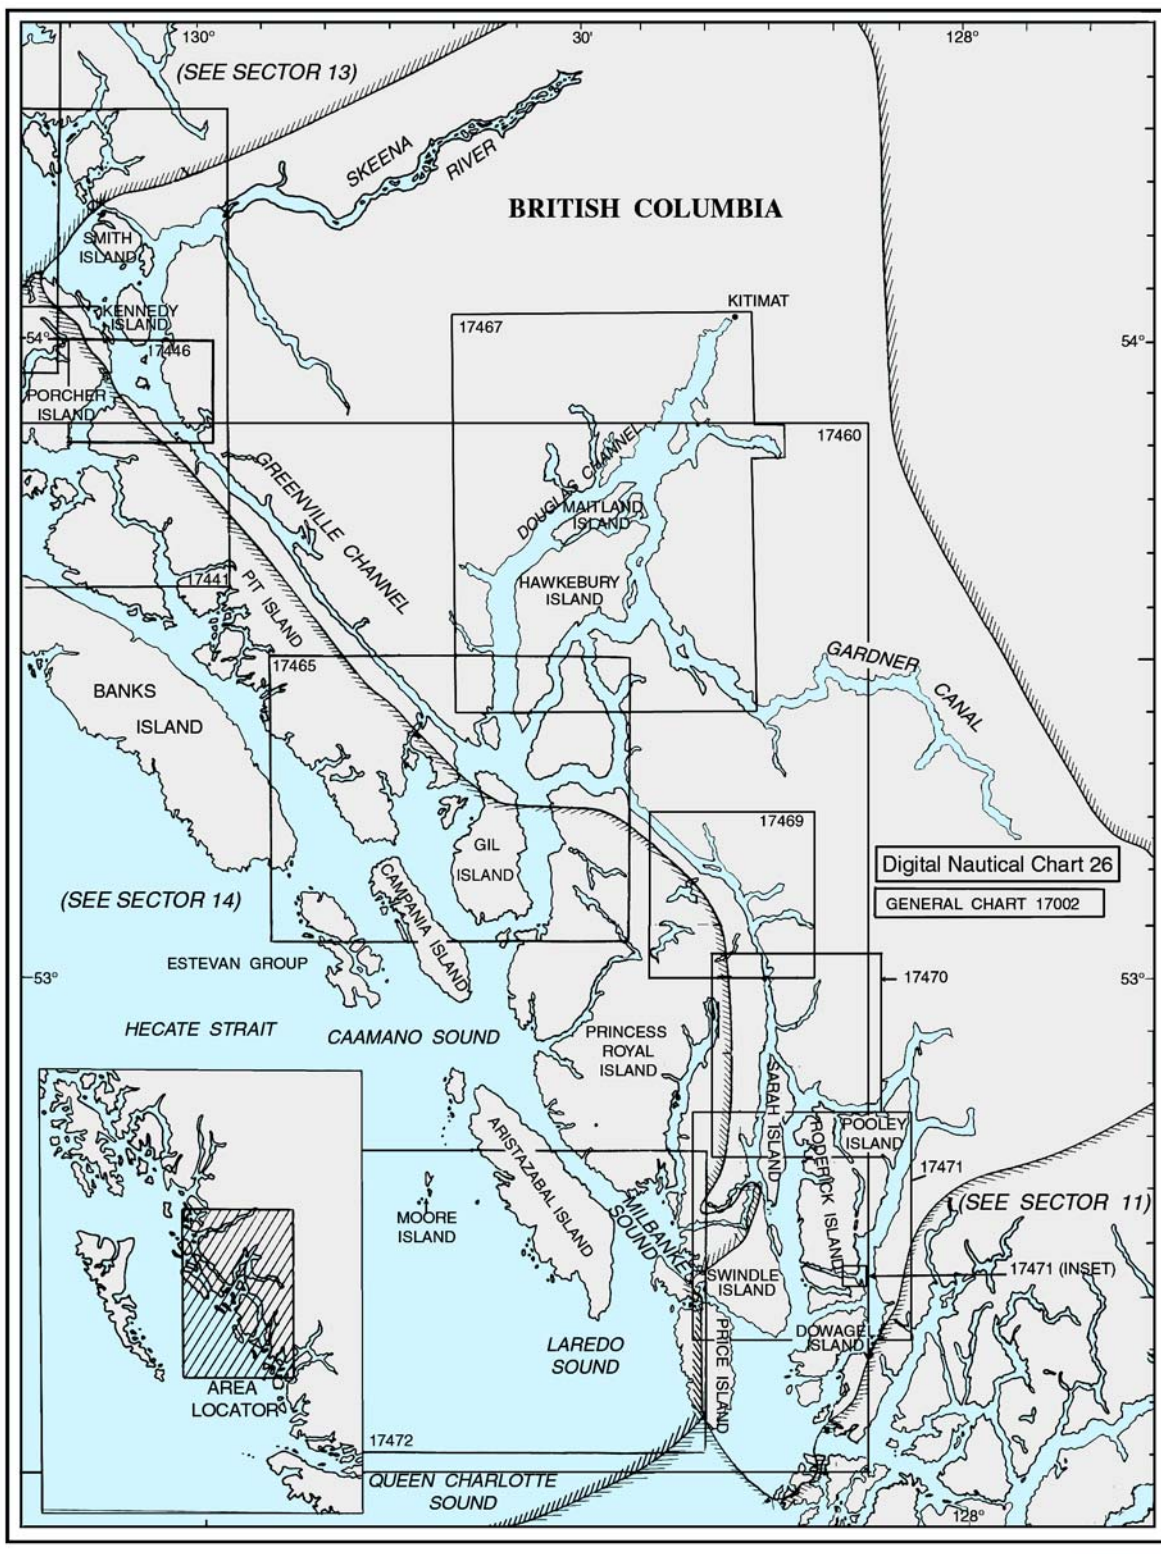 130°
30'
128°
(SEE SECTOR 13)
SKEENA
RIVER
BRITISH COLUMBIA
SMITH
ISLAND
KENNEDY
ISLAND
KITIMAT
17467
54°
54°
17446
PORCHER
ISLAND
17460
GREENVILLE CHANNEL
DOUGLAS CHANNEL
MAITLAND
ISLAND
17441
PIT ISLAND
HAWKEBURY
ISLAND
17465
GARDNER
CANAL
BANKS
ISLAND
17469
GIL
ISLAND
Digital Nautical Chart 26
GENERAL CHART 17002
CAMPANIA ISLAND
(SEE SECTOR 14)
ESTEVAN GROUP
53°
53°
17470
HECATE STRAIT
CAAMANO SOUND
PRINCESS
ROYAL
ISLAND
SARAH ISLAND
RODERICK ISLAND
POOLEY
ISLAND
ARISTAZABAL ISLAND
17471
MOORE
ISLAND
MILBANKE
SOUND
(SEE SECTOR 11)
SWINDLE
ISLAND
17471 (INSET)
PRICE ISLAND
DOWAGEL
ISLAND
LAREDO
SOUND
AREA
LOCATOR
17472
QUEEN CHARLOTTE
SOUND
128°